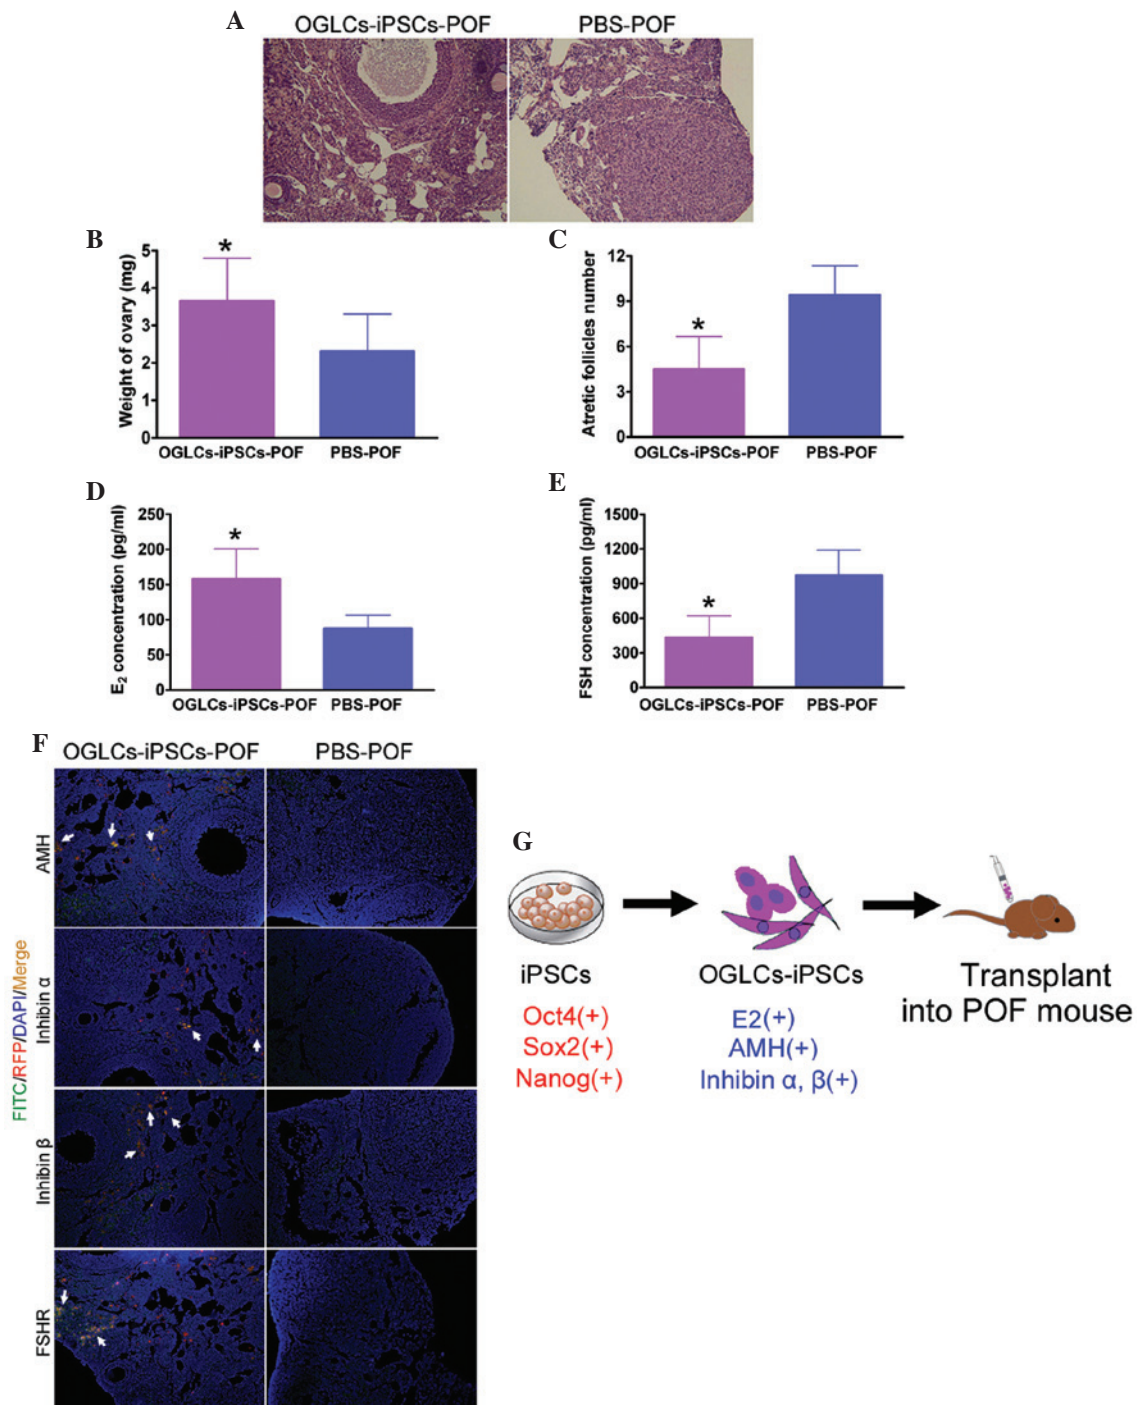 A
OGLCs-iPSCs-POF
PBS-POF
B
Weight of ovary (mg)
5
4
3
2
1
0
*
OGLCs-iPSCs-POF
PBS-POF
C
Atretic follicles number
12
9
6
3
0
*
OGLCs-iPSCs-POF
PBS-POF
D
E₂ concentration (pg/ml)
250
200
150
100
50
0
*
OGLCs-iPSCs-POF
PBS-POF
E
FSH concentration (pg/ml)
1500
1200
900
600
300
0
*
OGLCs-iPSCs-POF
PBS-POF
F
OGLCs-iPSCs-POF
PBS-POF
FITC/RFP/DAPI/Merge
AMH
Inhibin α
Inhibin β
FSHR
G
iPSCs
Oct4(+)
Sox2(+)
Nanog(+)
OGLCs-iPSCs
E2(+)
AMH(+)
Inhibin α, β(+)
Transplant
into POF mouse